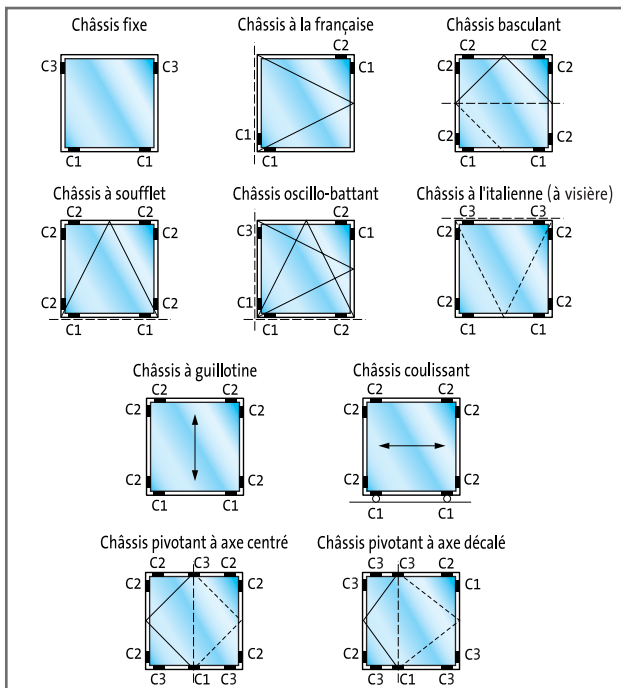 Châssis fixe
C3 C3
C1 C1
Châssis à la française
C2
C1
C1
C1
Châssis basculant
C2 C2
C2 C2
C2 C2
C1 C1
Châssis à soufflet
C2 C2
C2 C2
C2 C2
C1 C1
Châssis oscillo-battant
C2 C2
C3 C1
C1
C1 C2
Châssis à l'italienne (à visière)
C3 C3
C2 C2
C2 C2
C1 C1
Châssis à guillotine
C2 C2
C2 C2
C2 C2
C1 C1
Châssis coulissant
C2 C2
C2 C2
C2 C2
C1 C1
Châssis pivotant à axe centré
C2 C3 C2
C2 C2
C2 C2
C3 C1 C3
Châssis pivotant à axe décalé
C3 C3 C2
C3 C1
C2 C2
C3 C1 C3